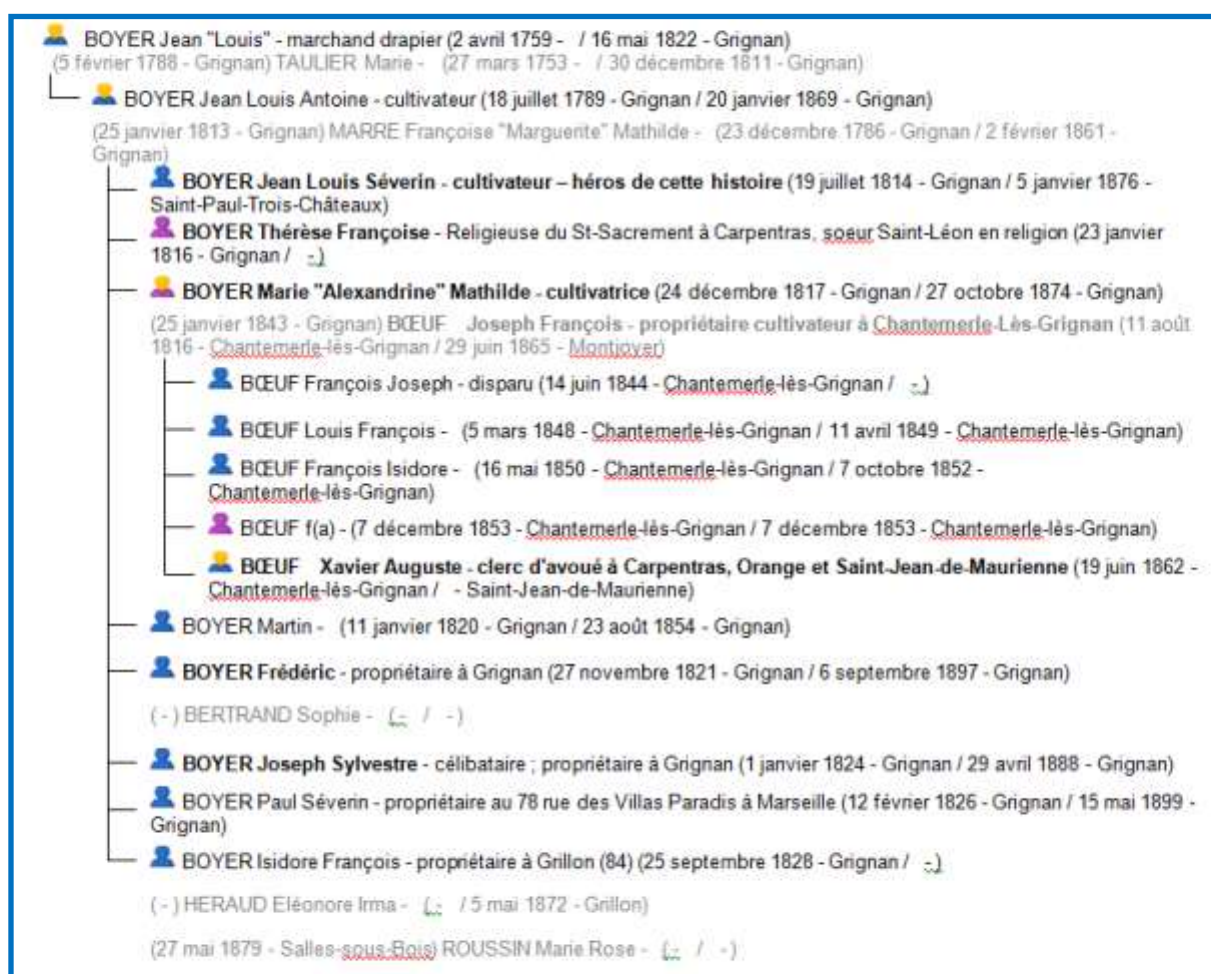 BOYER Jean "Louis" - marchand drapier (2 avril 1759 - / 16 mai 1822 - Grignan)
(5 février 1788 - Grignan) TAULIER Marie - (27 mars 1753 - / 30 décembre 1811 - Grignan)
BOYER Jean Louis Antoine - cultivateur (18 juillet 1789 - Grignan / 20 janvier 1869 - Grignan)
(25 janvier 1813 - Grignan) MARRE Françoise "Marguerite" Mathilde - (23 décembre 1786 - Grignan / 2 février 1861 -
Grignan)
BOYER Jean Louis Séverin - cultivateur – héros de cette histoire (19 juillet 1814 - Grignan / 5 janvier 1876 -
Saint-Paul-Trois-Châteaux)
BOYER Thérèse Françoise - Religieuse du St-Sacrement à Carpentras, soeur Saint-Léon en religion (23 janvier
1816 - Grignan / -)
BOYER Marie "Alexandrine" Mathilde - cultivatrice (24 décembre 1817 - Grignan / 27 octobre 1874 - Grignan)
(25 janvier 1843 - Grignan) BŒUF Joseph François - propriétaire cultivateur à Chantemerle-Lès-Grignan (11 août
1816 - Chantemerle-lès-Grignan / 29 juin 1865 - Montjoyer)
BŒUF François Joseph - disparu (14 juin 1844 - Chantemerle-lès-Grignan / -)
BŒUF Louis François - (5 mars 1848 - Chantemerle-lès-Grignan / 11 avril 1849 - Chantemerle-lès-Grignan)
BŒUF François Isidore - (16 mai 1850 - Chantemerle-lès-Grignan / 7 octobre 1852 -
Chantemerle-lès-Grignan)
BŒUF f(a) - (7 décembre 1853 - Chantemerle-lès-Grignan / 7 décembre 1853 - Chantemerle-lès-Grignan)
BŒUF Xavier Auguste - clerc d'avoué à Carpentras, Orange et Saint-Jean-de-Maurienne (19 juin 1862 -
Chantemerle-lès-Grignan / - Saint-Jean-de-Maurienne)
BOYER Martin - (11 janvier 1820 - Grignan / 23 août 1854 - Grignan)
BOYER Frédéric - propriétaire à Grignan (27 novembre 1821 - Grignan / 6 septembre 1897 - Grignan)
( - ) BERTRAND Sophie - ( - / - )
BOYER Joseph Sylvestre - célibataire ; propriétaire à Grignan (1 janvier 1824 - Grignan / 29 avril 1888 - Grignan)
BOYER Paul Séverin - propriétaire au 78 rue des Villas Paradis à Marseille (12 février 1826 - Grignan / 15 mai 1899 -
Grignan)
BOYER Isidore François - propriétaire à Grillon (84) (25 septembre 1828 - Grignan / -)
( - ) HERAUD Eléonore Irma - ( - / 5 mai 1872 - Grillon)
(27 mai 1879 - Salles-sous-Bois) ROUSSIN Marie Rose - ( - / - )